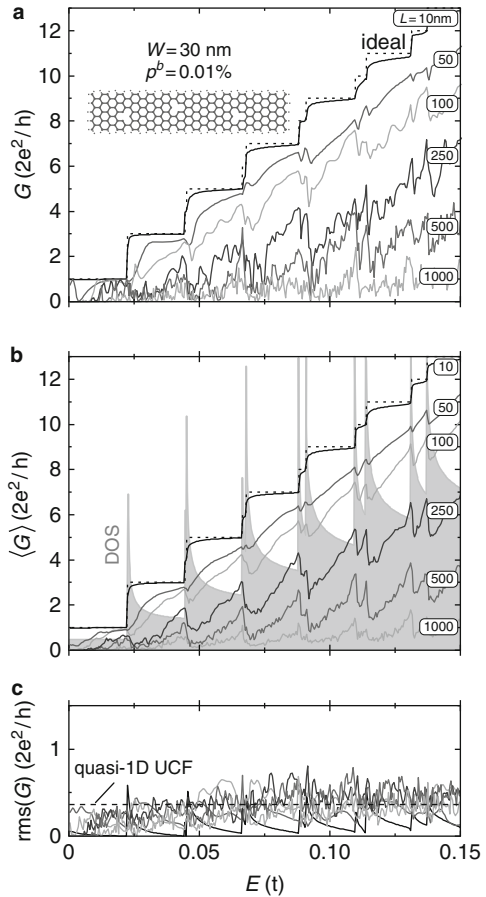 a
12
10
8
6
4
2
0
G (2e²/h)
W = 30 nm
pᵇ = 0.01%
ideal
L = 10nm
50
100
250
500
1000
b
12
10
8
6
4
2
0
⟨G⟩ (2e²/h)
DOS
10
50
100
250
500
1000
c
1
0
rms(G) (2e²/h)
quasi-1D UCF
0
0.05
0.10
0.15
E (t)